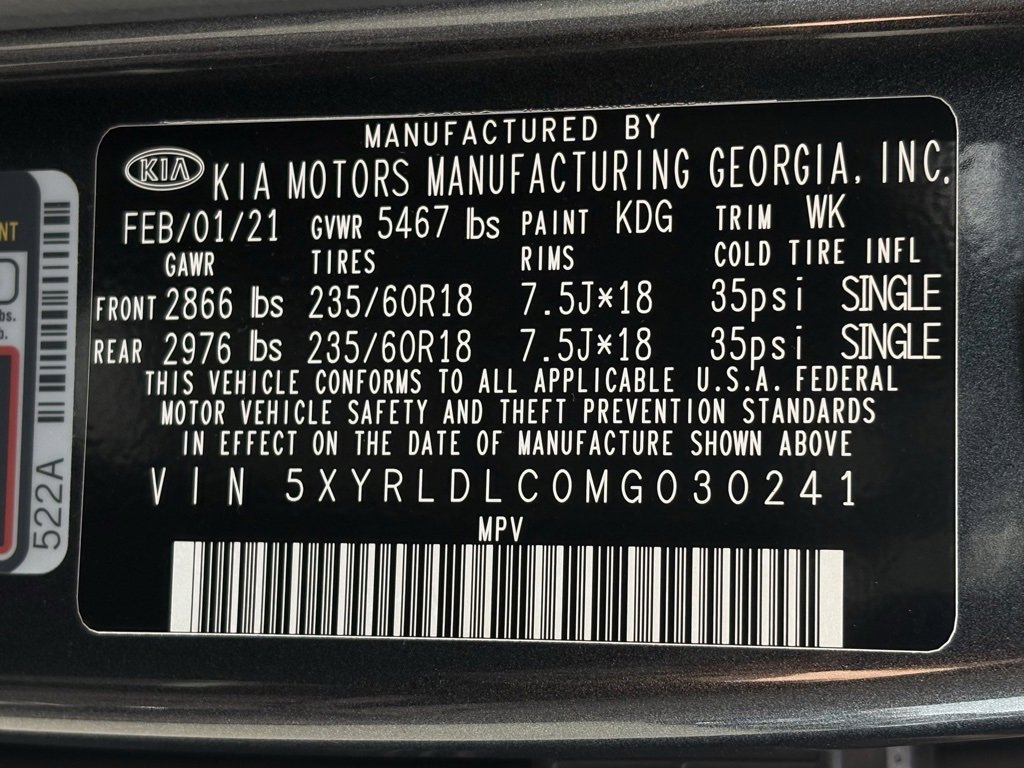 MANUFACTURED BY
KIA KIA MOTORS MANUFACTURING GEORGIA, INC.
FEB/01/21 GVWR 5467 lbs PAINT KDG TRIM WK
GAWR TIRES RIMS COLD TIRE INFL
FRONT 2866 lbs 235/60R18 7.5J*18 35psi SINGLE
REAR 2976 lbs 235/60R18 7.5J*18 35psi SINGLE
THIS VEHICLE CONFORMS TO ALL APPLICABLE U.S.A. FEDERAL
MOTOR VEHICLE SAFETY AND THEFT PREVENTION STANDARDS
IN EFFECT ON THE DATE OF MANUFACTURE SHOWN ABOVE
VIN 5XYRLDLC0MG030241
MPV
NT
bs.
b.
522A